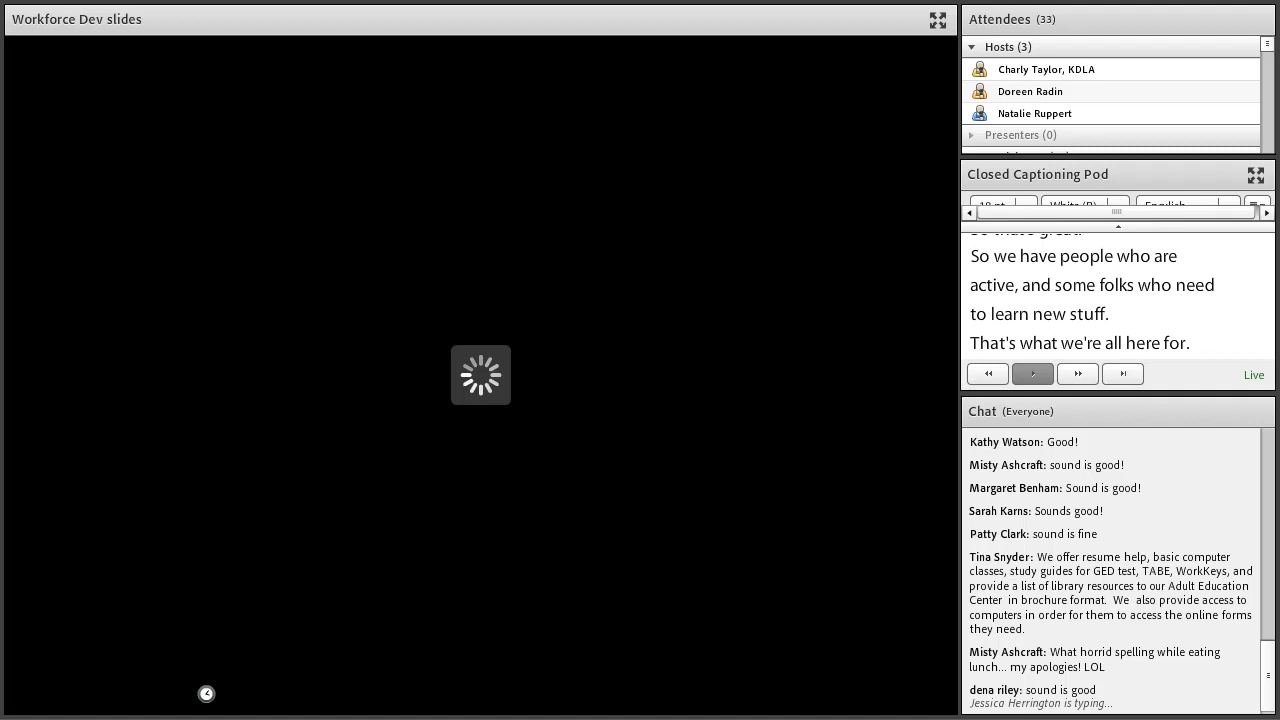 Workforce Dev slides
Attendees (33)
Hosts (3)
Charly Taylor, KDLA
Doreen Radin
Natalie Ruppert
Presenters (0)
Closed Captioning Pod
So that's great.
So we have people who are
active, and some folks who need
to learn new stuff.
That's what we're all here for.
Live
Chat (Everyone)
Kathy Watson: Good!
Misty Ashcraft: sound is good!
Margaret Benham: Sound is good!
Sarah Karns: Sounds good!
Patty Clark: sound is fine
Tina Snyder: We offer resume help, basic computer
classes, study guides for GED test, TABE, WorkKeys, and
provide a list of library resources to our Adult Education
Center in brochure format. We also provide access to
computers in order for them to access the online forms
they need.
Misty Ashcraft: What horrid spelling while eating
lunch... my apologies! LOL
dena riley: sound is good
Jessica Herrington is typing...